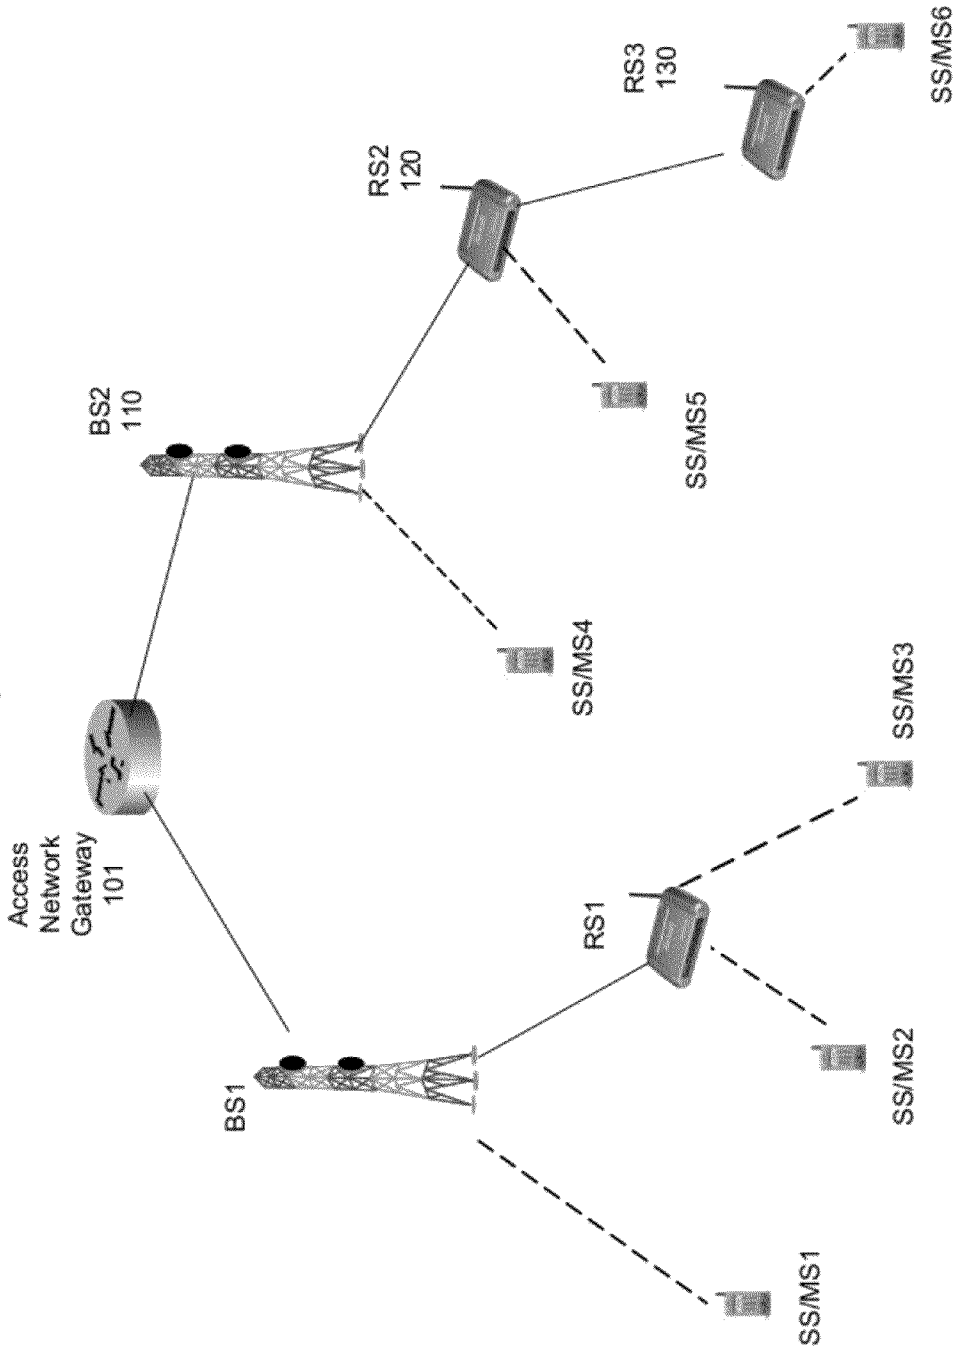 Access
Network
Gateway
101
BS1
BS2
110
RS1
RS2
120
RS3
130
SS/MS1
SS/MS2
SS/MS3
SS/MS4
SS/MS5
SS/MS6